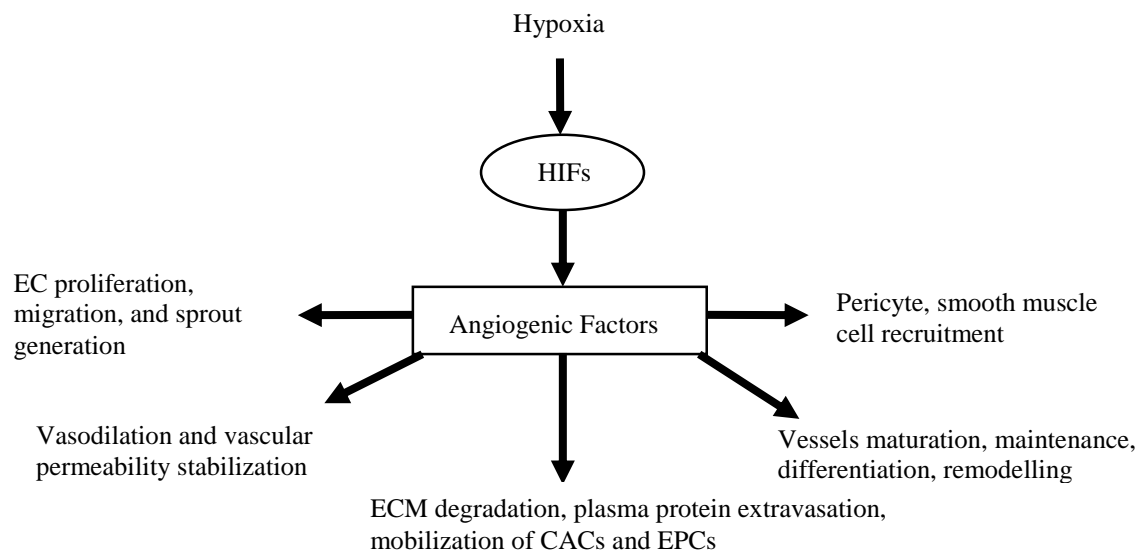 Hypoxia
HIFs
EC proliferation,
migration, and sprout
generation
Angiogenic Factors
Pericyte, smooth muscle
cell recruitment
Vasodilation and vascular
permeability stabilization
Vessels maturation, maintenance,
differentiation, remodelling
ECM degradation, plasma protein extravasation,
mobilization of CACs and EPCs